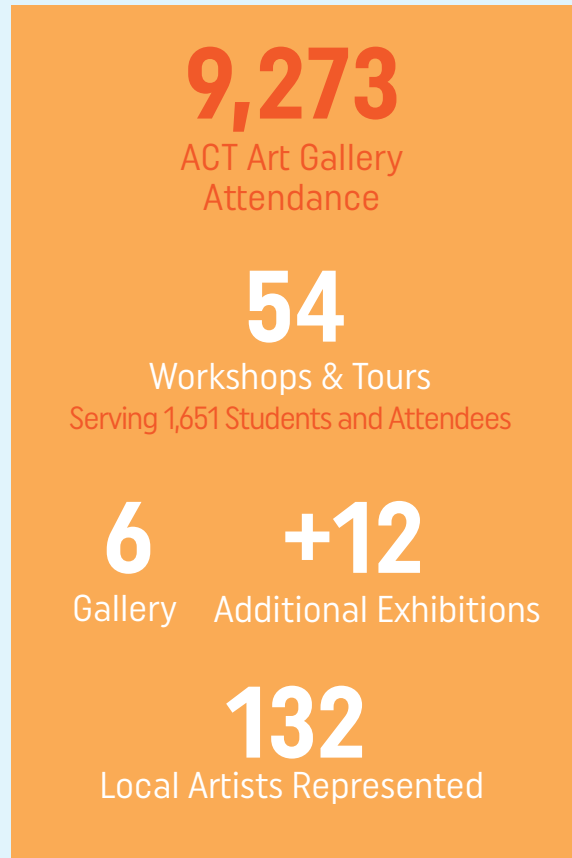 9,273
ACT Art Gallery
Attendance
54
Workshops & Tours
Serving 1,651 Students and Attendees
6 +12
Gallery Additional Exhibitions
132
Local Artists Represented